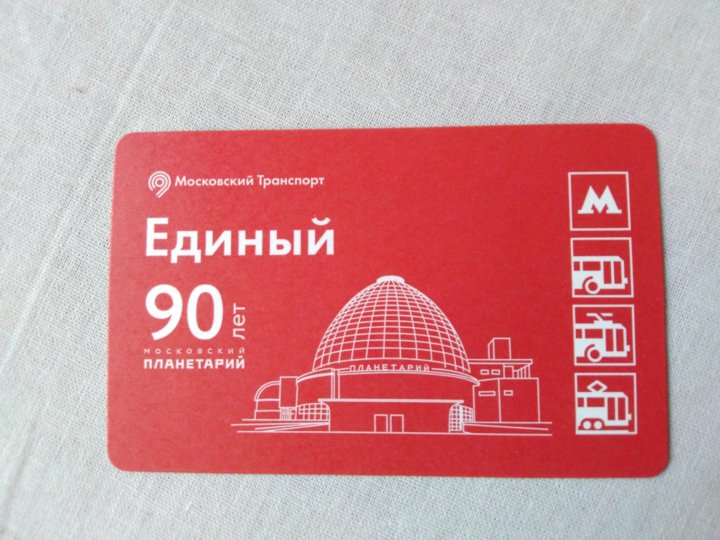 Московский Транспорт
Единый
90 лет
московский
ПЛАНЕТАРИЙ
ПЛАНЕТАРИЙ
М